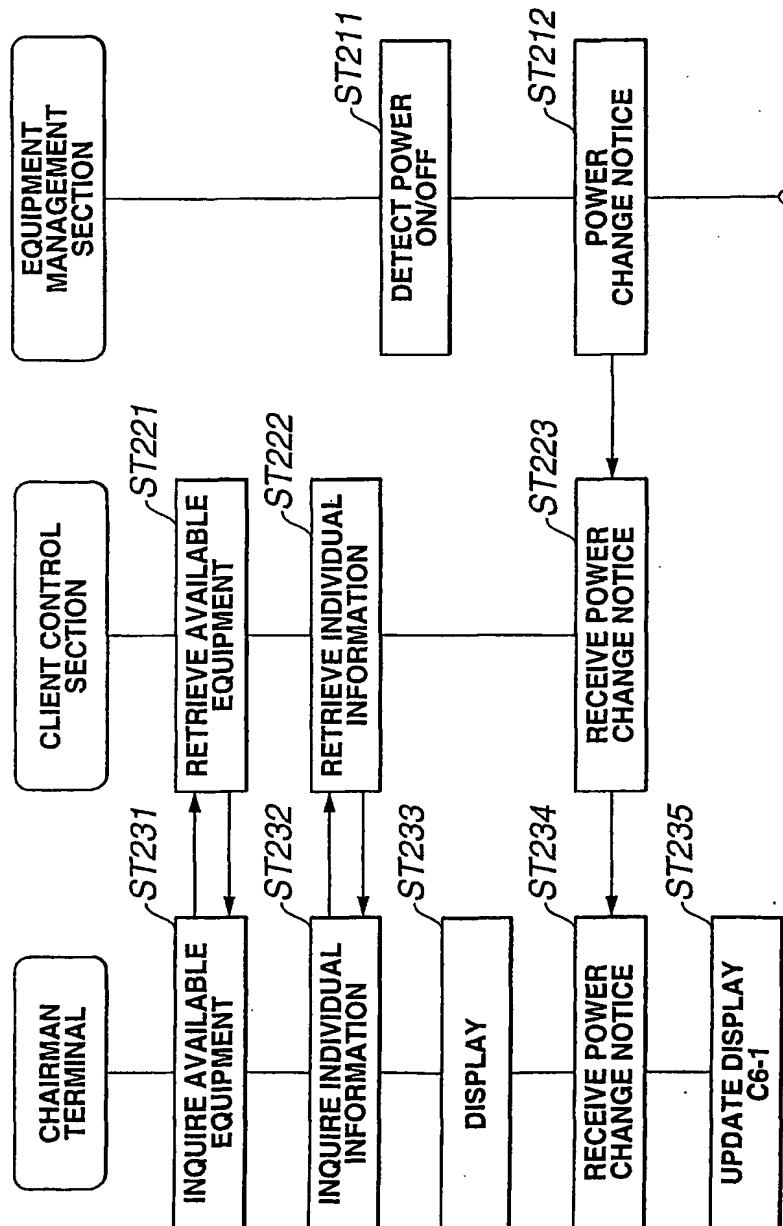 CHAIRMAN
TERMINAL
CLIENT CONTROL
SECTION
EQUIPMENT
MANAGEMENT
SECTION
ST231
INQUIRE AVAILABLE
EQUIPMENT
ST221
RETRIEVE AVAILABLE
EQUIPMENT
ST232
INQUIRE INDIVIDUAL
INFORMATION
ST222
RETRIEVE INDIVIDUAL
INFORMATION
ST233
DISPLAY
ST211
DETECT POWER
ON/OFF
ST234
RECEIVE POWER
CHANGE NOTICE
ST223
RECEIVE POWER
CHANGE NOTICE
ST212
POWER
CHANGE NOTICE
ST235
UPDATE DISPLAY
C6-1